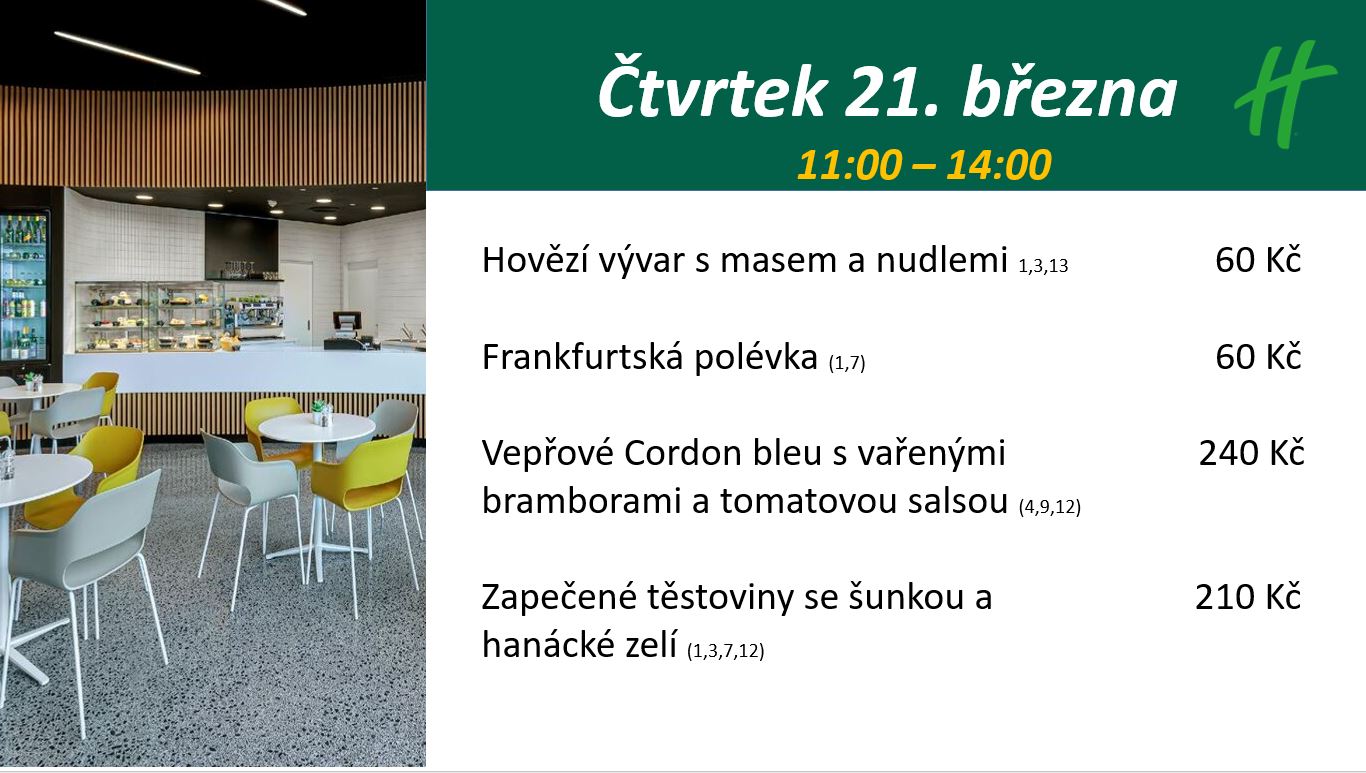 Čtvrtek 21. března
11:00 – 14:00
Hovězí vývar s masem a nudlemi 1,3,13 60 Kč
Frankfurtská polévka (1,7) 60 Kč
Vepřové Cordon bleu s vařenými 240 Kč
bramborami a tomatovou salsou (4,9,12)
Zapečené těstoviny se šunkou a 210 Kč
hanácké zelí (1,3,7,12)